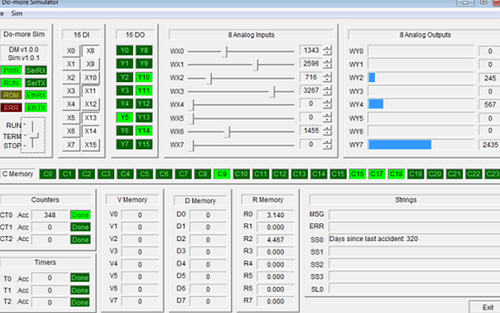 Do-more Simulator
File Sim
Do-more Sim
DM v1.0.0
Sim v0.1.1
PWR SerRX
RUN SerTX
ROM EthRX
ERR EthTX
RUN
TERM
STOP
16 DI
X0 X8
X1 X9
X2 X10
X3 X11
X4 X12
X5 X13
X6 X14
X7 X15
16 DO
Y0 Y8
Y1 Y9
Y2 Y10
Y3 Y11
Y4 Y12
Y5 Y13
Y6 Y14
Y7 Y15
8 Analog Inputs
WX0 1343
WX1 2596
WX2 716
WX3 3267
WX4 0
WX5 0
WX6 1455
WX7 0
8 Analog Outputs
WY0 0
WY1 0
WY2 245
WY3 0
WY4 567
WY5 0
WY6 0
WY7 2435
C Memory C0 C1 C2 C3 C4 C5 C6 C7 C8 C9 C10 C11 C12 C13 C14 C15 C16 C17 C18 C19 C20 C21 C22 C23
Counters
CT0 .Acc 348 Done
CT1 .Acc 0 Done
CT2 .Acc 0 Done
Timers
T0 .Acc 0 Done
T1 .Acc 0 Done
T2 .Acc 0 Done
V Memory
V0 0
V1 0
V2 0
V3 0
V4 0
V5 0
V6 0
V7 0
D Memory
D0 0
D1 0
D2 0
D3 0
D4 0
D5 0
D6 0
D7 0
R Memory
R0 3.140
R1 0.000
R2 4.467
R3 0.000
R4 0.000
R5 0.000
R6 0.000
R7 0.000
Strings
MSG
ERR
SS0 Days since last accident: 320
SS1
SS2
SS3
SL0
Exit